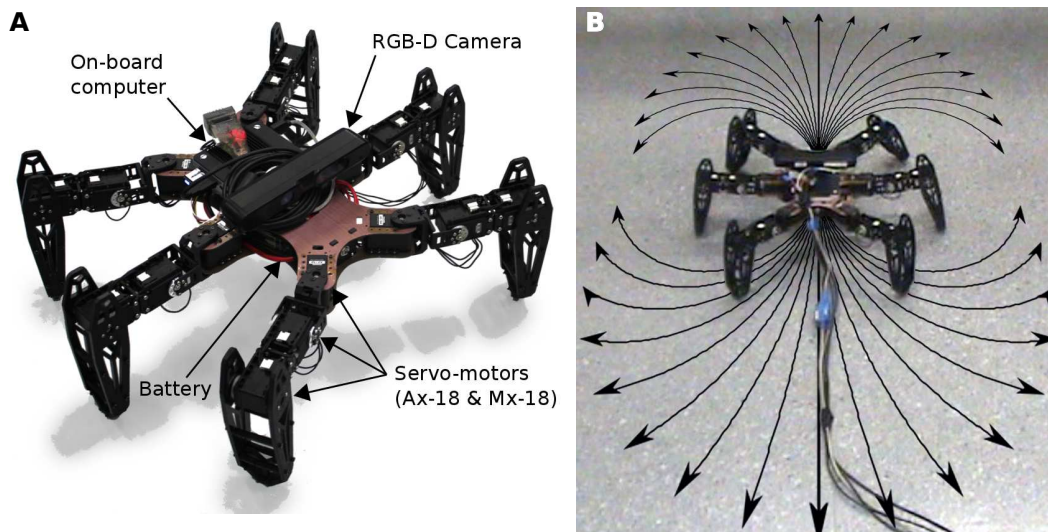 A
RGB-D Camera
On-board
computer
Battery
Servo-motors
(Ax-18 & Mx-18)
B